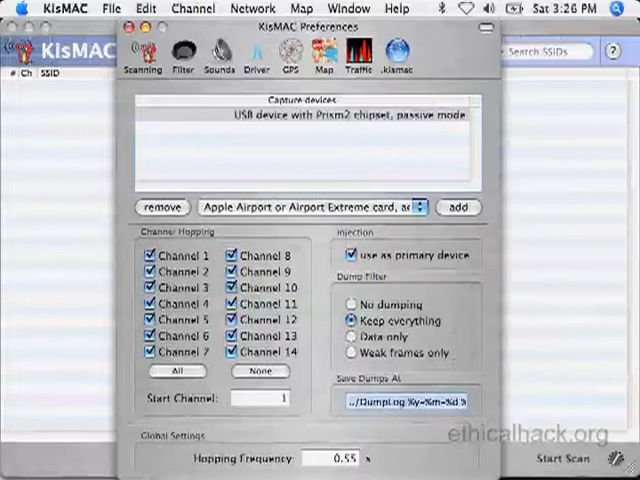 KisMAC File Edit Channel Network Map Window Help Sat 3:26 PM
KisMAC Preferences
KisMAC
Search SSIDs
?
Scanning Filter Sounds Driver GPS Map Traffic .kismac
# Ch SSID
Capture devices
USB device with Prism2 chipset, passive mode
remove
Apple Airport or Airport Extreme card, ac
add
Channel Hopping
Channel 1
Channel 8
Channel 2
Channel 9
Channel 3
Channel 10
Channel 4
Channel 11
Channel 5
Channel 12
Channel 6
Channel 13
Channel 7
Channel 14
All
None
Start Channel: 1
Injection
use as primary device
Dump Filter
No dumping
Keep everything
Data only
Weak frames only
Save Dumps At
../DumpLog %y-%m-%d %
ethicalhack.org
Global Settings
Hopping Frequency: 0.55 s
Start Scan